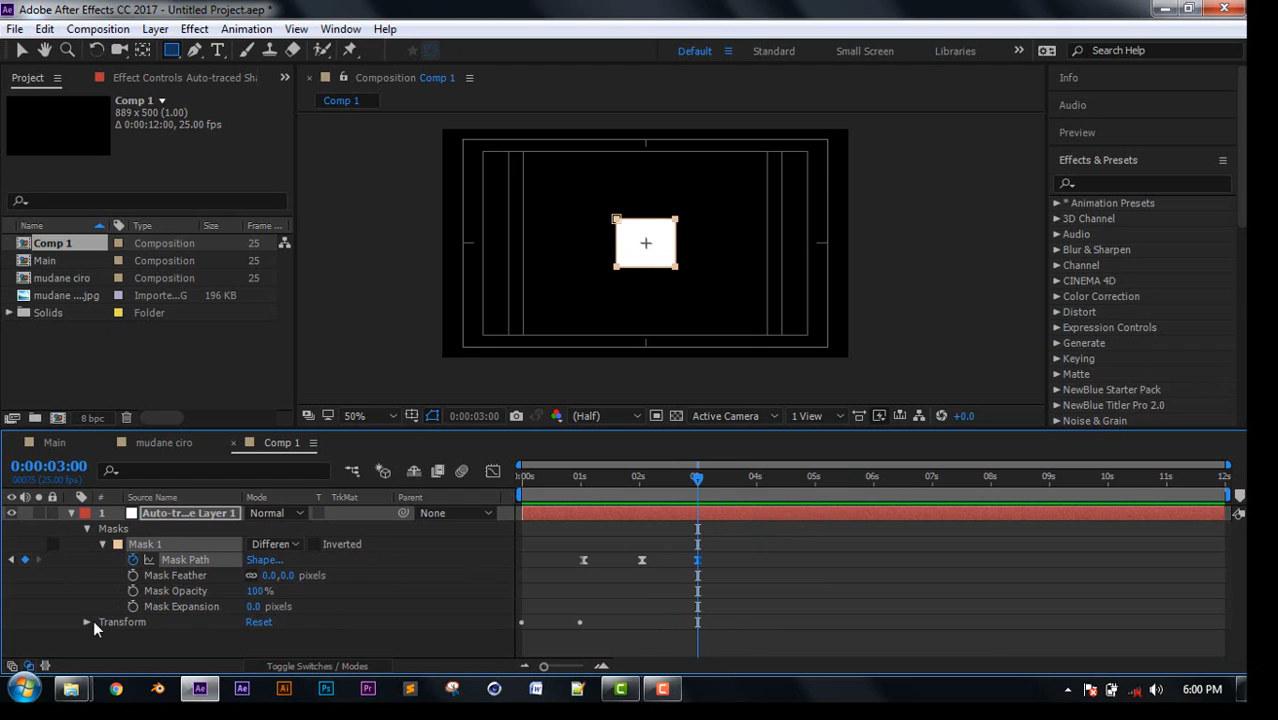 Adobe After Effects CC 2017 - Untitled Project.aep *
File Edit Composition Layer Effect Animation View Window Help
Default Standard Small Screen Libraries Search Help
Project Effect Controls Auto-traced Sha
Composition Comp 1
Info
Comp 1
889 x 500 (1.00)
Δ 0:00:12:00, 25.00 fps
Comp 1
Audio
Preview
Effects & Presets
Name Type Size Frame ...
Comp 1 Composition 25
Main Composition 25
mudane ciro Composition 25
mudane ....jpg Importe...G 196 KB
Solids Folder
* Animation Presets
3D Channel
Audio
Blur & Sharpen
Channel
CINEMA 4D
Color Correction
Distort
Expression Controls
Generate
Keying
Matte
NewBlue Starter Pack
NewBlue Titler Pro 2.0
Noise & Grain
8 bpc
50% 0:00:03:00 (Half) Active Camera 1 View +0.0
Main mudane ciro Comp 1
0:00:03:00
00075 (25.00 fps)
:00s 01s 02s 04s 05s 06s 07s 08s 09s 10s 11s 12s
# Source Name Mode T TrkMat Parent
1 Auto-tr...e Layer 1 Normal None
Masks
Mask 1 Differen Inverted
Mask Path Shape...
Mask Feather 0.0,0.0 pixels
Mask Opacity 100%
Mask Expansion 0.0 pixels
Transform Reset
Toggle Switches / Modes
6:00 PM